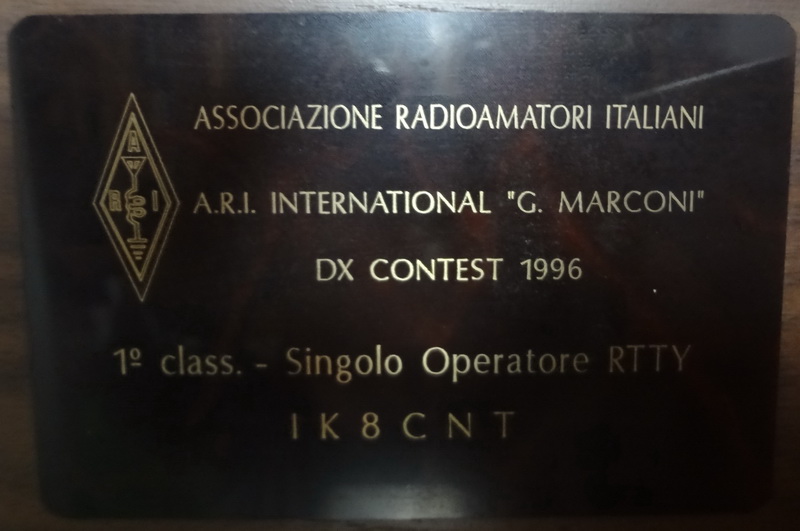 ASSOCIAZIONE RADIOAMATORI ITALIANI
A
R I
A.R.I. INTERNATIONAL "G. MARCONI"
DX CONTEST 1996
1º class. - Singolo Operatore RTTY
IK8CNT